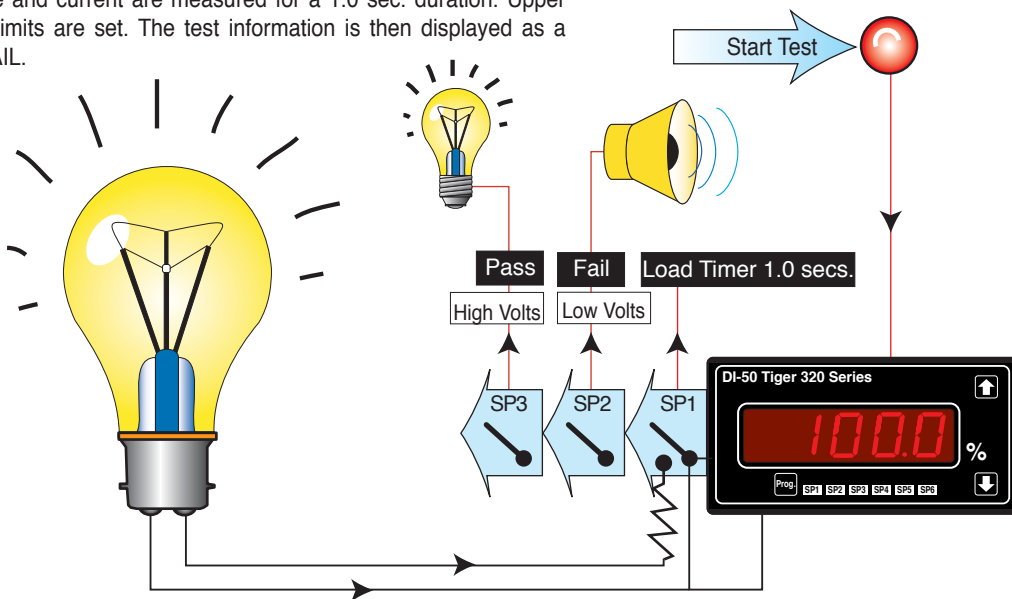 and current are measured for a 1.0 sec. duration. Upper
limits are set. The test information is then displayed as a
Start Test
Pass
Fail
Load Timer 1.0 secs.
High Volts
Low Volts
SP3
SP2
SP1
DI-50 Tiger 320 Series
100.0
%
Prog.
SP1 SP2 SP3 SP4 SP5 SP6